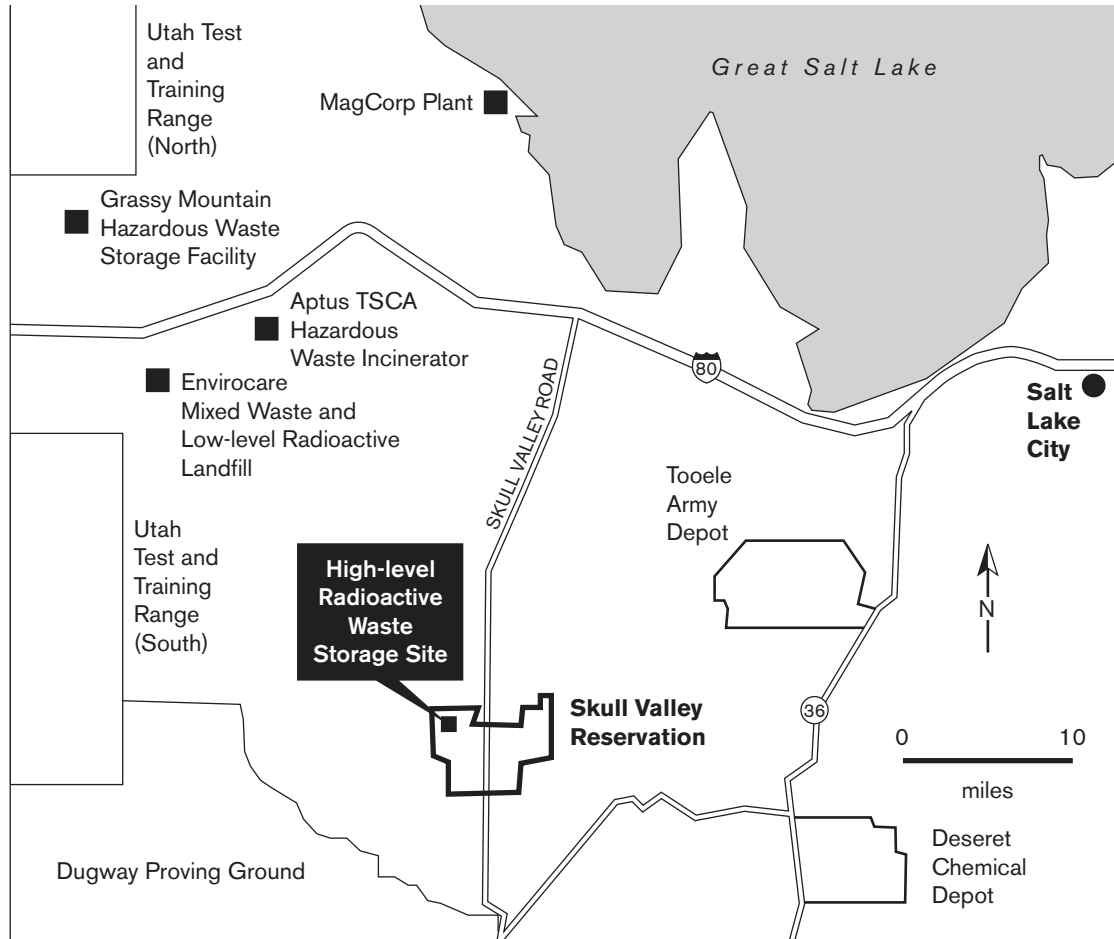 Utah Test
and
Training
Range
(North)
Great Salt Lake
MagCorp Plant
Grassy Mountain
Hazardous Waste
Storage Facility
Aptus TSCA
Hazardous
Waste Incinerator
Envirocare
Mixed Waste and
Low-level Radioactive
Landfill
80
Salt
Lake
City
SKULL VALLEY ROAD
Tooele
Army
Depot
Utah
Test and
Training
Range
(South)
High-level
Radioactive
Waste
Storage Site
N
Skull Valley
Reservation
36
0 10
miles
Deseret
Chemical
Depot
Dugway Proving Ground